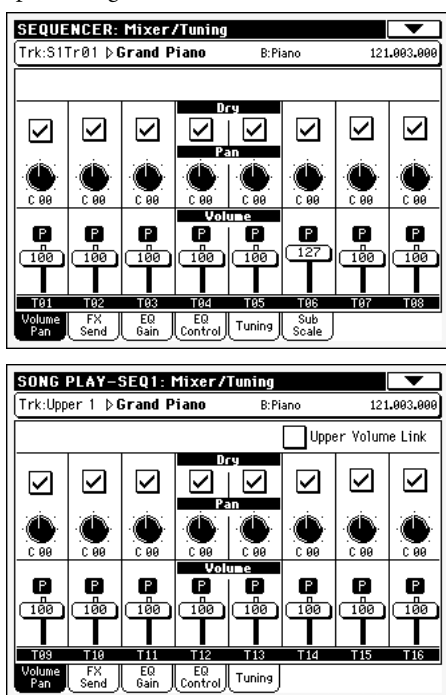 SEQUENCER: Mixer/Tuning
Trk:S1Tr01 ▷Grand Piano B:Piano 121.003.000
Dry
Pan
C 00 C 00 C 00 C 00 C 00 C 00 C 00 C 00
Volume
P P P P P P P P
100 100 100 100 100 127 100 100
T01 T02 T03 T04 T05 T06 T07 T08
Volume Pan FX Send EQ Gain EQ Control Tuning Sub Scale
SONG PLAY-SEQ1: Mixer/Tuning
Trk:Upper 1 ▷Grand Piano B:Piano 121.003.000
Upper Volume Link
Dry
Pan
C 00 C 00 C 00 C 00 C 00 C 00 C 00 C 00
Volume
P P P P P P P P
100 100 100 100 100 100 100 100
T09 T10 T11 T12 T13 T14 T15 T16
Volume Pan FX Send EQ Gain EQ Control Tuning